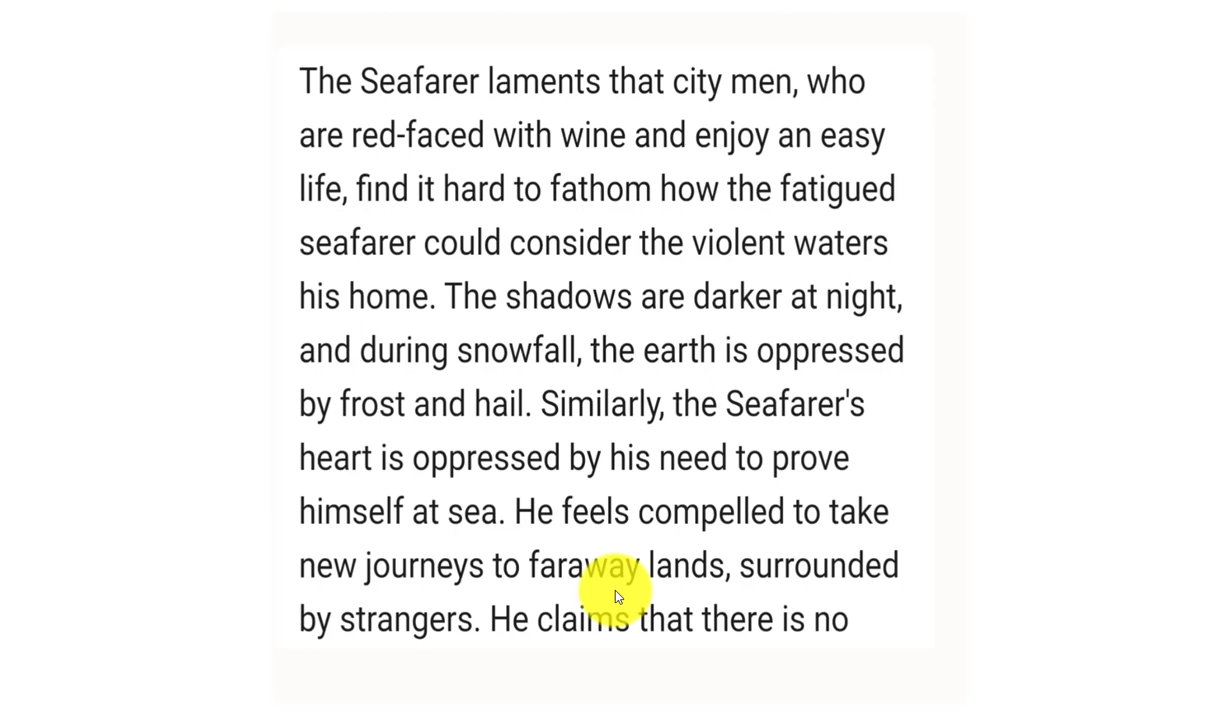 The Seafarer laments that city men, who
are red-faced with wine and enjoy an easy
life, find it hard to fathom how the fatigued
seafarer could consider the violent waters
his home. The shadows are darker at night,
and during snowfall, the earth is oppressed
by frost and hail. Similarly, the Seafarer's
heart is oppressed by his need to prove
himself at sea. He feels compelled to take
new journeys to faraway lands, surrounded
by strangers. He claims that there is no